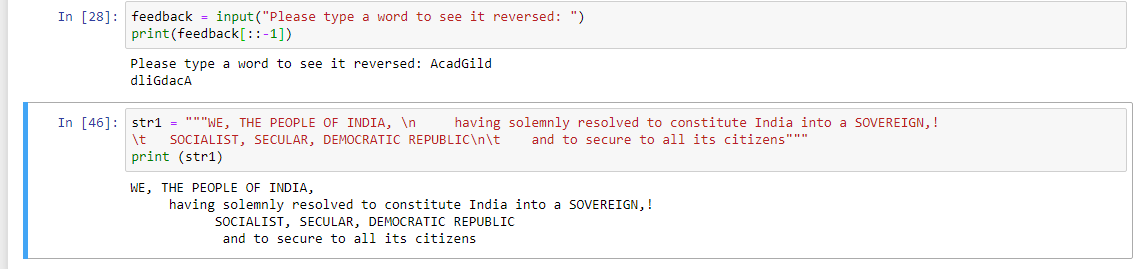 In [28]: feedback = input("Please type a word to see it reversed: ")
print(feedback[::-1])
Please type a word to see it reversed: AcadGild
dliGdacA
In [46]: str1 = """WE, THE PEOPLE OF INDIA, \n     having solemnly resolved to constitute India into a SOVEREIGN,!
\t   SOCIALIST, SECULAR, DEMOCRATIC REPUBLIC\n\t    and to secure to all its citizens"""
print (str1)
WE, THE PEOPLE OF INDIA,
     having solemnly resolved to constitute India into a SOVEREIGN,!
           SOCIALIST, SECULAR, DEMOCRATIC REPUBLIC
            and to secure to all its citizens